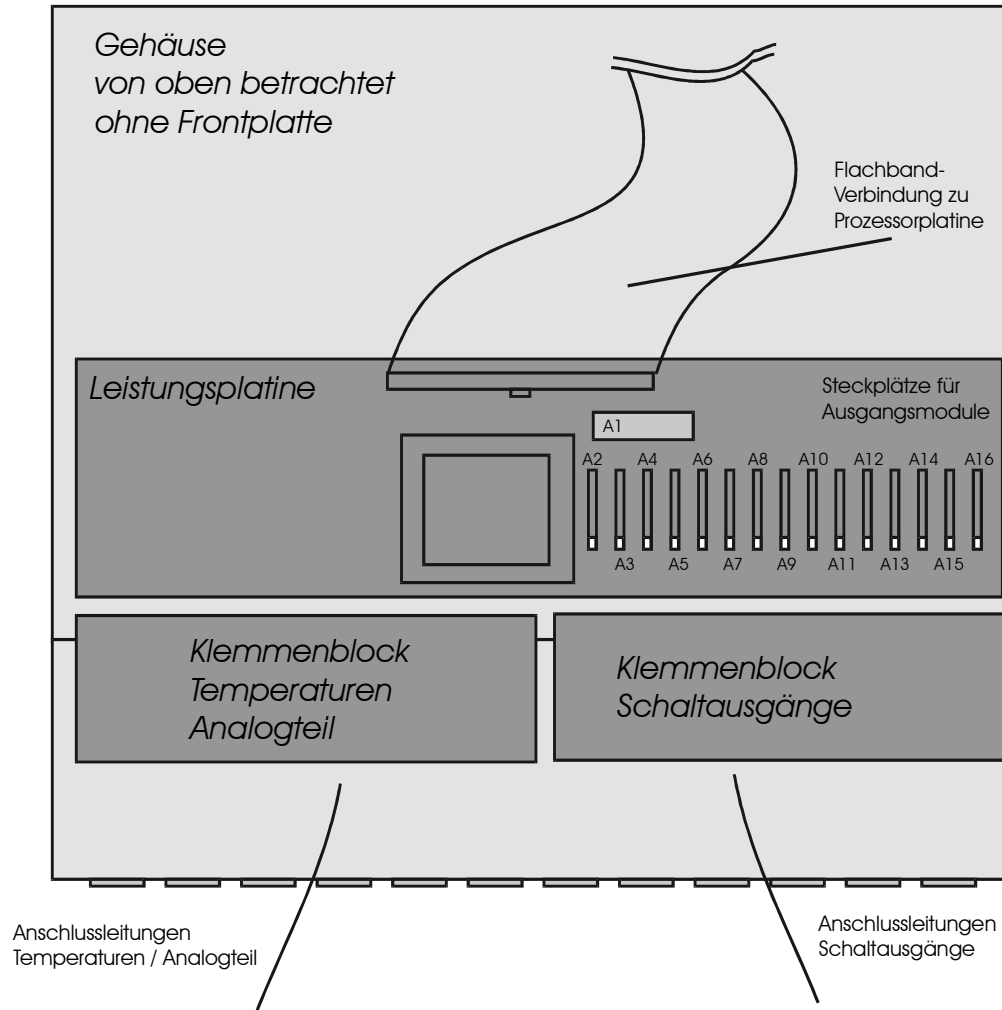 Gehäuse
von oben betrachtet
ohne Frontplatte
Flachband-
Verbindung zu
Prozessorplatine
Leistungsplatine
Steckplätze für
Ausgangsmodule
A1
A2 A4 A6 A8 A10 A12 A14 A16
A3 A5 A7 A9 A11 A13 A15
Klemmenblock
Temperaturen
Analogteil
Klemmenblock
Schaltausgänge
Anschlussleitungen
Temperaturen / Analogteil
Anschlussleitungen
Schaltausgänge